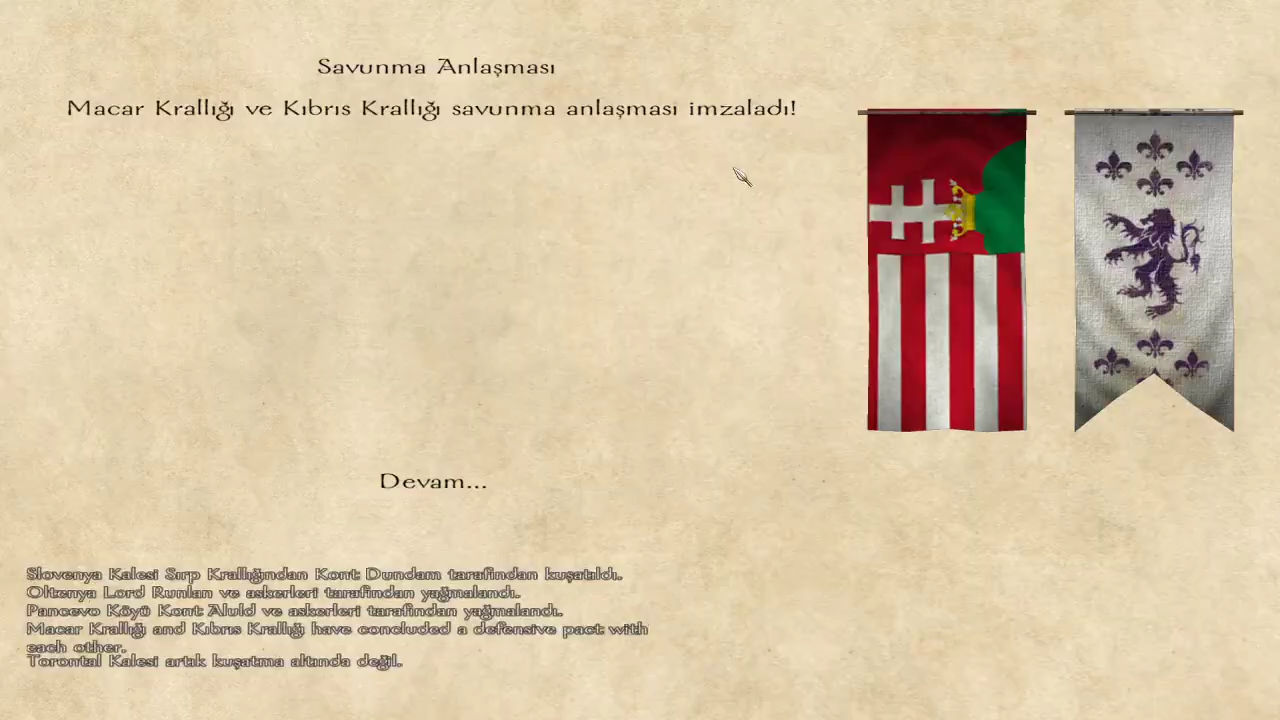 Savunma Anlaşması
Macar Krallığı ve Kıbrıs Krallığı savunma anlaşması imzaladı!
Devam...
Slovenya Kalesi Sırp Krallığından Kont Dundam tarafından kuşatıldı.
Oltenya Lord Runlan ve askerleri tarafından yağmalandı.
Pancevo Köyü Kont Aluld ve askerleri tarafından yağmalandı.
Macar Krallığı and Kıbrıs Krallığı have concluded a defensive pact with
each other.
Torontal Kalesi artık kuşatma altında değil.